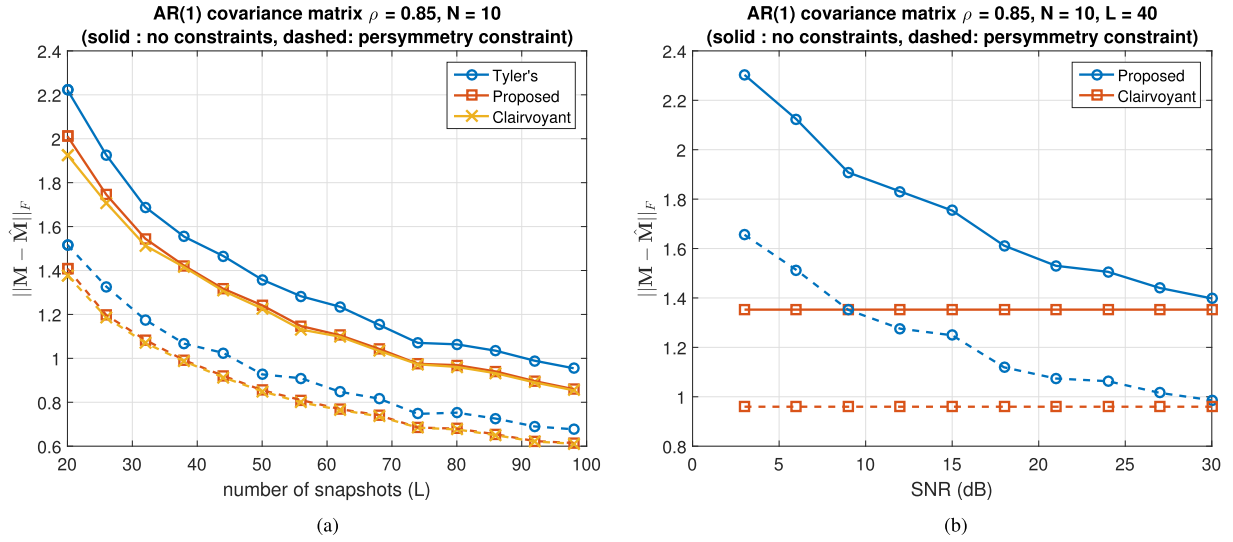 AR(1) covariance matrix ρ = 0.85, N = 10
(solid : no constraints, dashed: persymmetry constraint)
2.4
2.2
2
1.8
1.6
1.4
1.2
1
0.8
0.6
||M − M̂||_F
Tyler's
Proposed
Clairvoyant
20 30 40 50 60 70 80 90 100
number of snapshots (L)
(a)
AR(1) covariance matrix ρ = 0.85, N = 10, L = 40
(solid : no constraints, dashed: persymmetry constraint)
2.4
2.2
2
1.8
1.6
1.4
1.2
1
0.8
||M − M̂||_F
Proposed
Clairvoyant
0 5 10 15 20 25 30
SNR (dB)
(b)